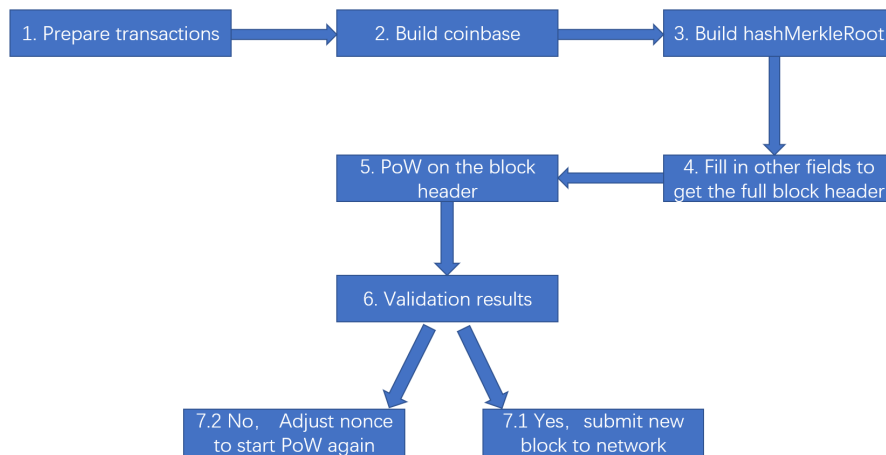 1. Prepare transactions
2. Build coinbase
3. Build hashMerkleRoot
5. PoW on the block
header
4. Fill in other fields to
get the full block header
6. Validation results
7.2 No， Adjust nonce
to start PoW again
7.1 Yes，submit new
block to network